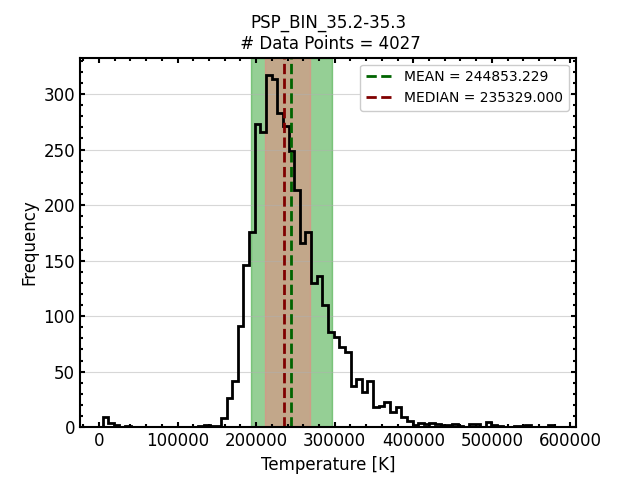 PSP_BIN_35.2-35.3
# Data Points = 4027
MEAN = 244853.229
MEDIAN = 235329.000
Frequency
300
250
200
150
100
50
0
0 100000 200000 300000 400000 500000 600000
Temperature [K]